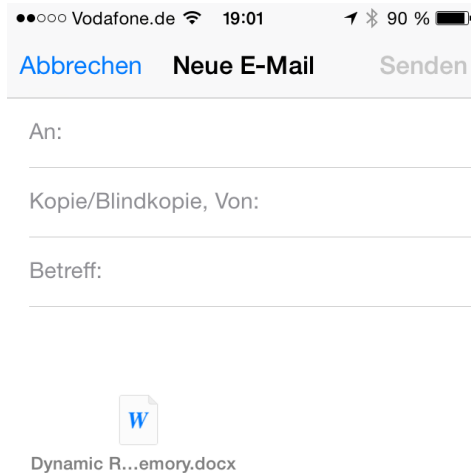 Vodafone.de 19:01 90 %
Abbrechen Neue E-Mail Senden
An:
Kopie/Blindkopie, Von:
Betreff:
W
Dynamic R...emory.docx